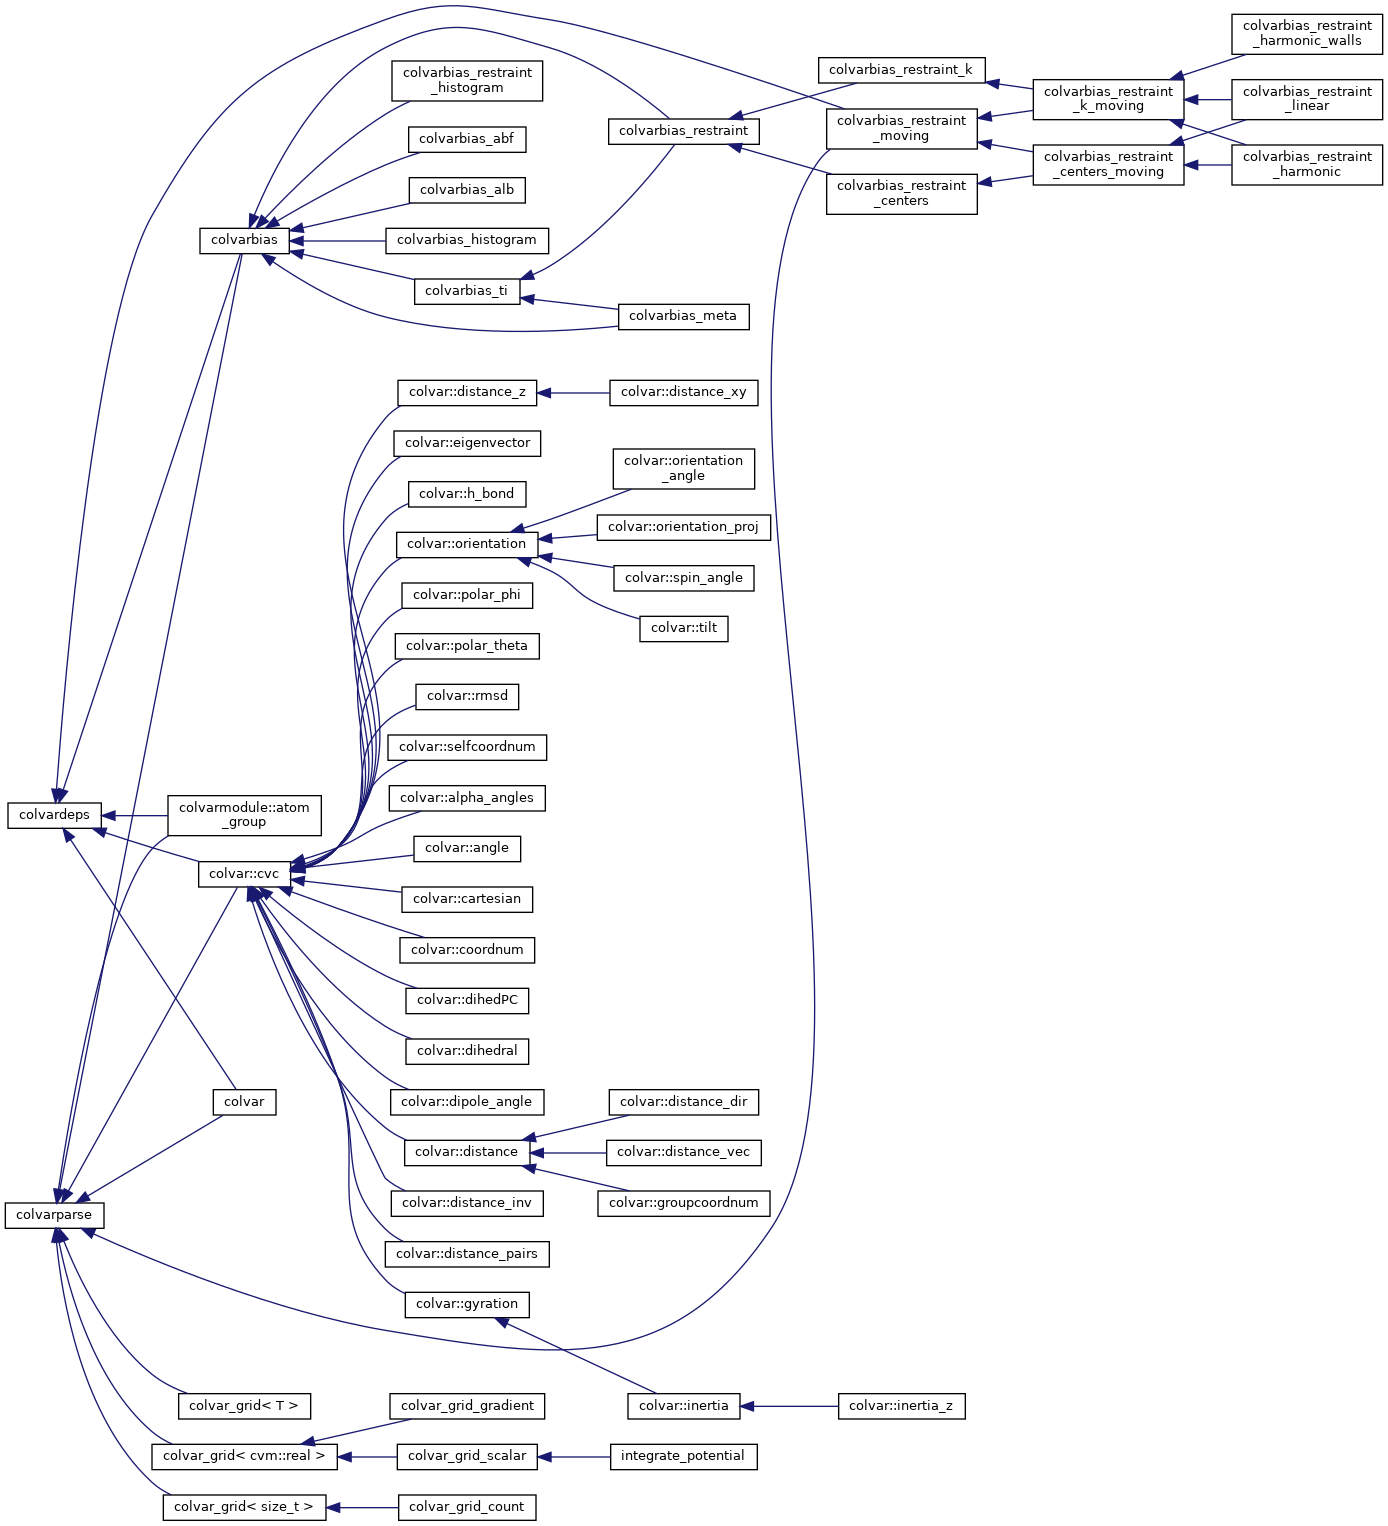 colvarbias_restraint
_harmonic_walls
colvarbias_restraint
_histogram
colvarbias_restraint_k
colvarbias_restraint
_k_moving
colvarbias_restraint
_linear
colvarbias_restraint
_moving
colvarbias_restraint
colvarbias_abf
colvarbias_restraint
_centers_moving
colvarbias_restraint
_harmonic
colvarbias_alb
colvarbias_restraint
_centers
colvarbias
colvarbias_histogram
colvarbias_ti
colvarbias_meta
colvar::distance_z
colvar::distance_xy
colvar::eigenvector
colvar::orientation
_angle
colvar::h_bond
colvar::orientation_proj
colvar::orientation
colvar::spin_angle
colvar::polar_phi
colvar::tilt
colvar::polar_theta
colvar::rmsd
colvar::selfcoordnum
colvar::alpha_angles
colvardeps
colvarmodule::atom
_group
colvar::angle
colvar::cvc
colvar::cartesian
colvar::coordnum
colvar::dihedPC
colvar::dihedral
colvar
colvar::dipole_angle
colvar::distance_dir
colvar::distance
colvar::distance_vec
colvar::distance_inv
colvar::groupcoordnum
colvarparse
colvar::distance_pairs
colvar::gyration
colvar_grid< T >
colvar_grid_gradient
colvar::inertia
colvar::inertia_z
colvar_grid< cvm::real >
colvar_grid_scalar
integrate_potential
colvar_grid< size_t >
colvar_grid_count